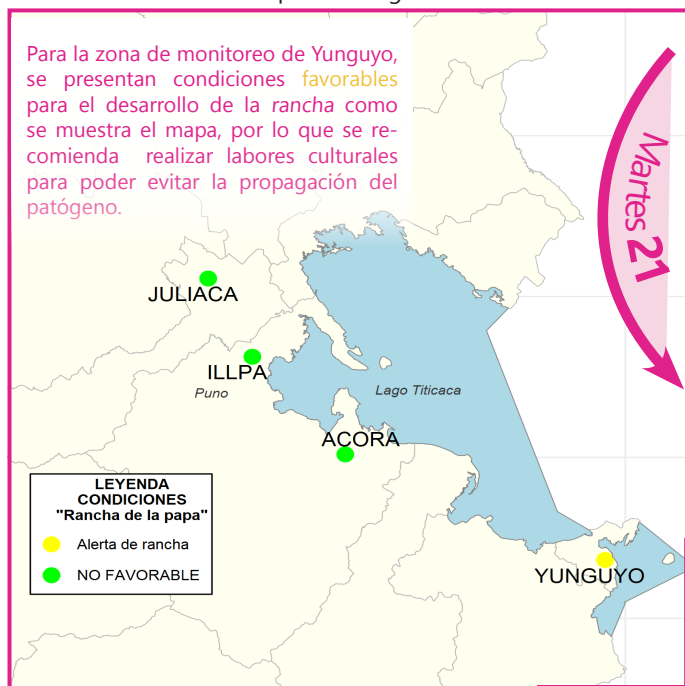 Para la zona de monitoreo de Yunguyo,
se presentan condiciones favorables
para el desarrollo de la rancha como
se muestra el mapa, por lo que se re-
comienda realizar labores culturales
para poder evitar la propagación del
patógeno.
Martes 21
JULIACA
ILLPA
Puno
Lago Titicaca
ACORA
LEYENDA
CONDICIONES
"Rancha de la papa"
Alerta de rancha
NO FAVORABLE
YUNGUYO